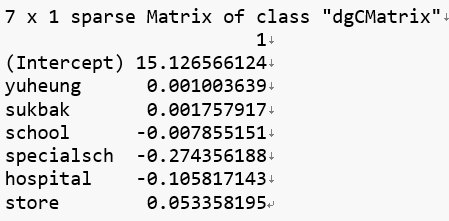 7 x 1 sparse Matrix of class "dgCMatrix"
1
(Intercept) 15.126566124
yuheung 0.001003639
sukbak 0.001757917
school -0.007855151
specialsch -0.274356188
hospital -0.105817143
store 0.053358195